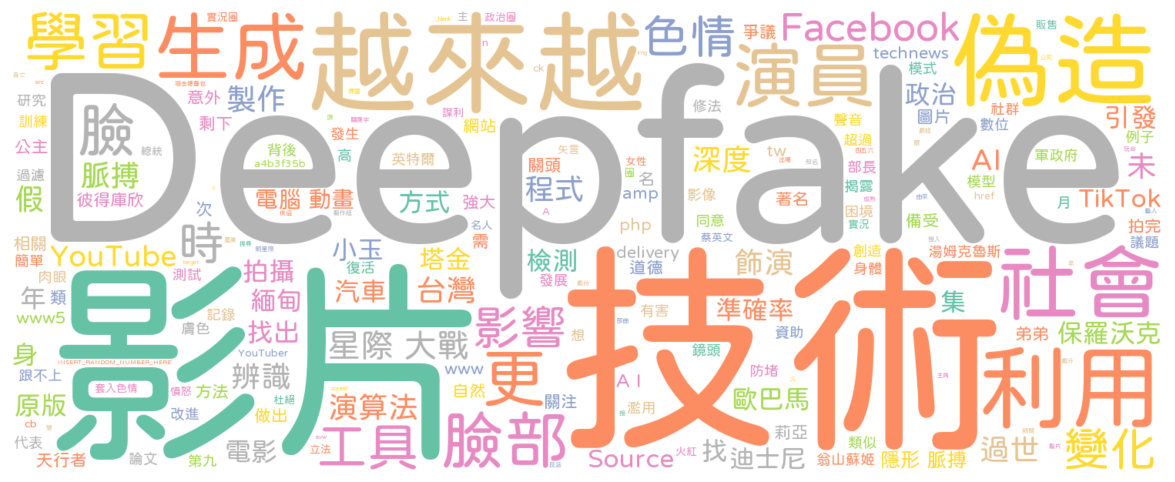 學習 生成 實況圈 越來越 主 政治圈 色情 爭議 Facebook 偽造 販售
technews 模式
研究 臉 意外 製作 謀利 網站 修法 演員 聲音 政治 圖片 社群 數位 引發
訓練 剩下 發生 超過 例子
公主 總統 背後 英特爾 關頭 矢言 女性 深度 tw 部長 AI 軍政府 未
過濾 脈搏 高 a4b3f35b 圈 名 揭露 模型
假 彼得庫欣 電腦 動畫 方式 強大 程式 amp 影像 著名 月 href TikTok
Deepfake
次 名人 A php 同意 困境 備受 拍完
相關 時 小玉 需 蔡英文 實況 議題
簡單 YouTube 復活 塔金 檢測 delivery 道德 飾演 創造 湯姆克魯斯
肉眼 測試 拍攝 發展 身體
年 類 緬甸 汽車 台灣 有害 準確率 集 社會
www5 記錄 影響 想 資助 弟弟
膚色 找出 星際 大戰 保羅沃克
身 YouTuber 鏡頭
INSERT_RANDOM_NUMBER_HERE
影片 技術 利用
跟不上 辨識 www 更 AI 防堵
套入色情 憤怒 方法 自然
原版 杜絕 演算法 關注 濫用 歐巴馬
cb 改進 做出
代表 電影 立法 工具 臉部 找 莉亞 類似 過世 變化
天行者 論文 第九 Source 火紅 迪士尼 翁山蘇姬 隱形 脈搏